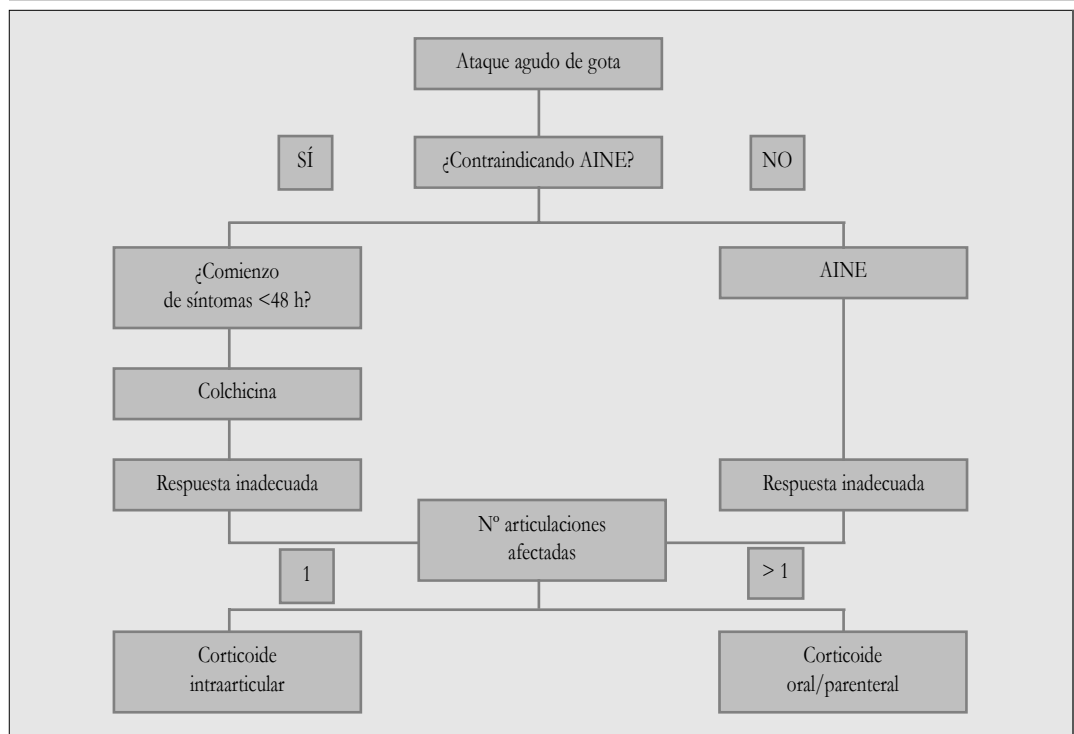 Ataque agudo de gota
SÍ
¿Contraindicando AINE?
NO
¿Comienzo
de síntomas <48 h?
AINE
Colchicina
Respuesta inadecuada
Respuesta inadecuada
Nº articulaciones
afectadas
1
> 1
Corticoide
intraarticular
Corticoide
oral/parenteral